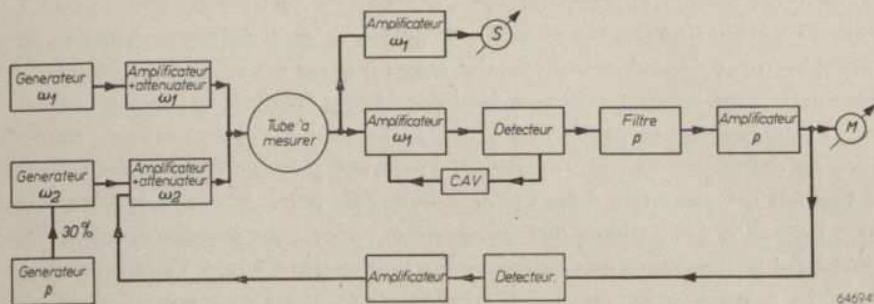 Amplificateur
ω1
S
Generateur
ω1
Amplificateur
+attenuateur
ω1
Tube à
mesurer
Amplificateur
ω1
Detecteur
Filtre
p
Amplificateur
p
M
CAV
Generateur
ω2
Amplificateur
+attenuateur
ω2
30%
Generateur
p
Amplificateur
Detecteur.